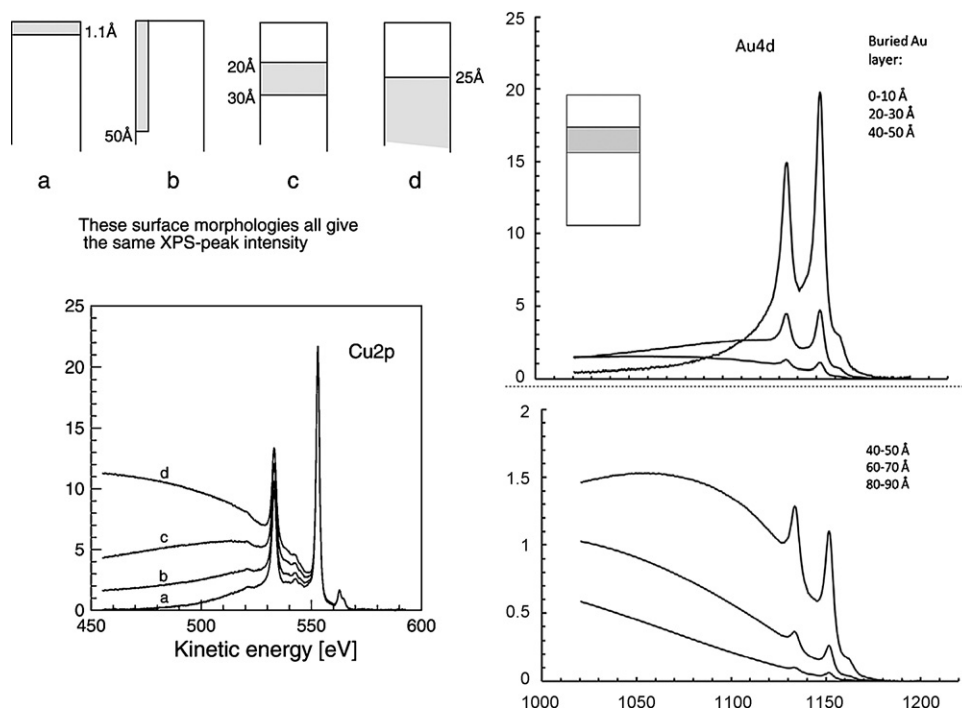 1.1Å
50Å
20Å
30Å
25Å
a
b
c
d
These surface morphologies all give
the same XPS-peak intensity
25
20
15
10
5
0
Cu2p
d
c
b
a
450
500
550
600
Kinetic energy [eV]
25
20
15
10
5
0
Au4d
Buried Au
layer:
0-10 Å
20-30 Å
40-50 Å
2
1.5
1
0.5
0
40-50 Å
60-70 Å
80-90 Å
1000
1050
1100
1150
1200